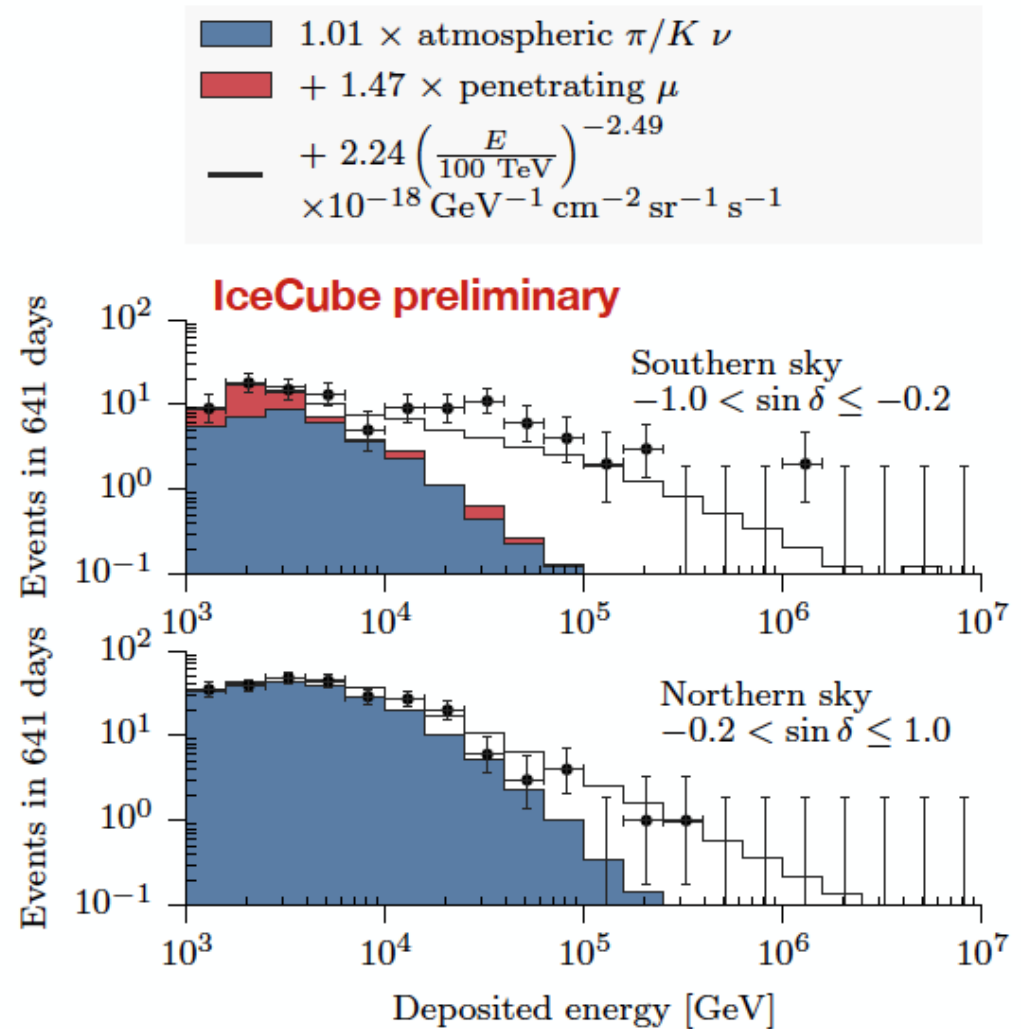 1.01 × atmospheric π/K ν
+ 1.47 × penetrating μ
+ 2.24 (E/100 TeV)^−2.49
×10^−18 GeV^−1 cm^−2 sr^−1 s^−1
IceCube preliminary
Events in 641 days
10^2
10^1
10^0
10^−1
Southern sky
−1.0 < sin δ ≤ −0.2
10^3 10^4 10^5 10^6 10^7
Events in 641 days
10^2
10^1
10^0
10^−1
Northern sky
−0.2 < sin δ ≤ 1.0
10^3 10^4 10^5 10^6 10^7
Deposited energy [GeV]